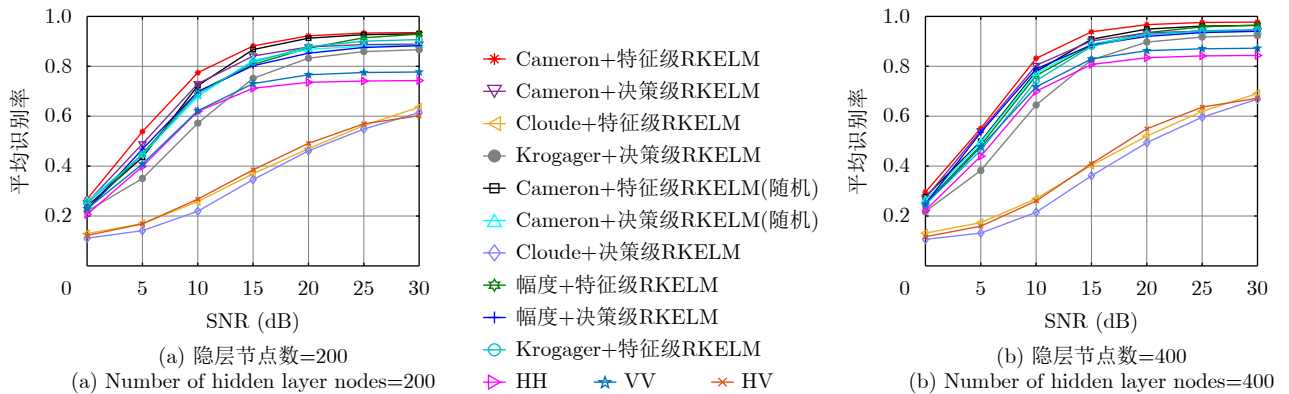 1.0
0.8
0.6
0.4
0.2
0
5
10
15
20
25
30
平均识别率
SNR (dB)
(a) 隐层节点数=200
(a) Number of hidden layer nodes=200
Cameron+特征级RKELM
Cameron+决策级RKELM
Cloude+特征级RKELM
Krogager+决策级RKELM
Cameron+特征级RKELM(随机)
Cameron+决策级RKELM(随机)
Cloude+决策级RKELM
幅度+特征级RKELM
幅度+决策级RKELM
Krogager+特征级RKELM
HH VV HV
1.0
0.8
0.6
0.4
0.2
0
5
10
15
20
25
30
平均识别率
SNR (dB)
(b) 隐层节点数=400
(b) Number of hidden layer nodes=400